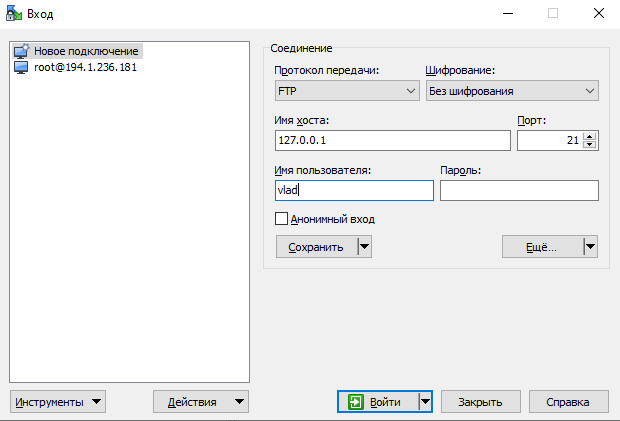 Вход
Новое подключение
root@194.1.236.181
Соединение
Протокол передачи: Шифрование:
FTP Без шифрования
Имя хоста: Порт:
127.0.0.1 21
Имя пользователя: Пароль:
vlad
Анонимный вход
Сохранить Ещё...
Инструменты Действия Войти Закрыть Справка